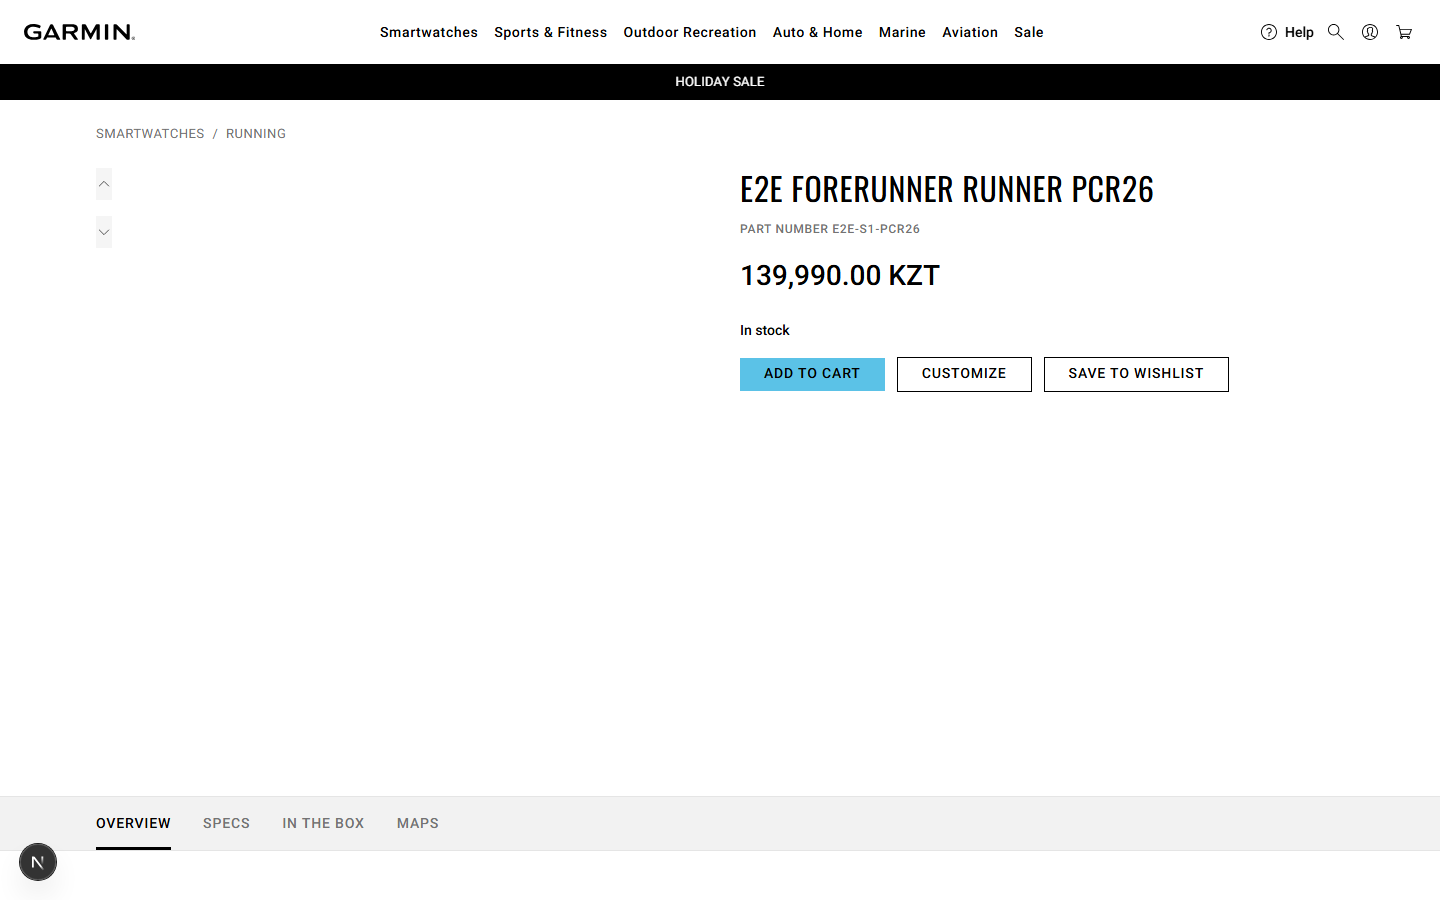 GARMIN
Smartwatches Sports & Fitness Outdoor Recreation Auto & Home Marine Aviation Sale
Help
HOLIDAY SALE
SMARTWATCHES / RUNNING
E2E FORERUNNER RUNNER PCR26
PART NUMBER E2E-S1-PCR26
139,990.00 KZT
In stock
ADD TO CART CUSTOMIZE SAVE TO WISHLIST
OVERVIEW SPECS IN THE BOX MAPS
N